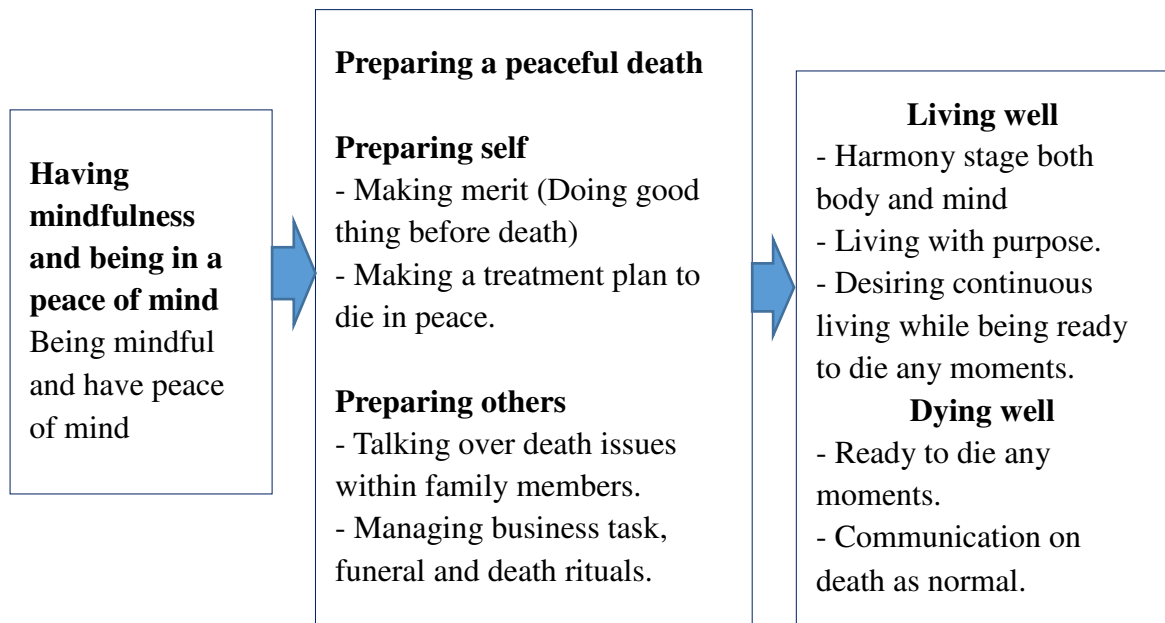 Having
mindfulness
and being in a
peace of mind
Being mindful
and have peace
of mind
Preparing a peaceful death
Preparing self
- Making merit (Doing good
thing before death)
- Making a treatment plan to
die in peace.
Preparing others
- Talking over death issues
within family members.
- Managing business task,
funeral and death rituals.
Living well
- Harmony stage both
body and mind
- Living with purpose.
- Desiring continuous
living while being ready
to die any moments.
Dying well
- Ready to die any
moments.
- Communication on
death as normal.